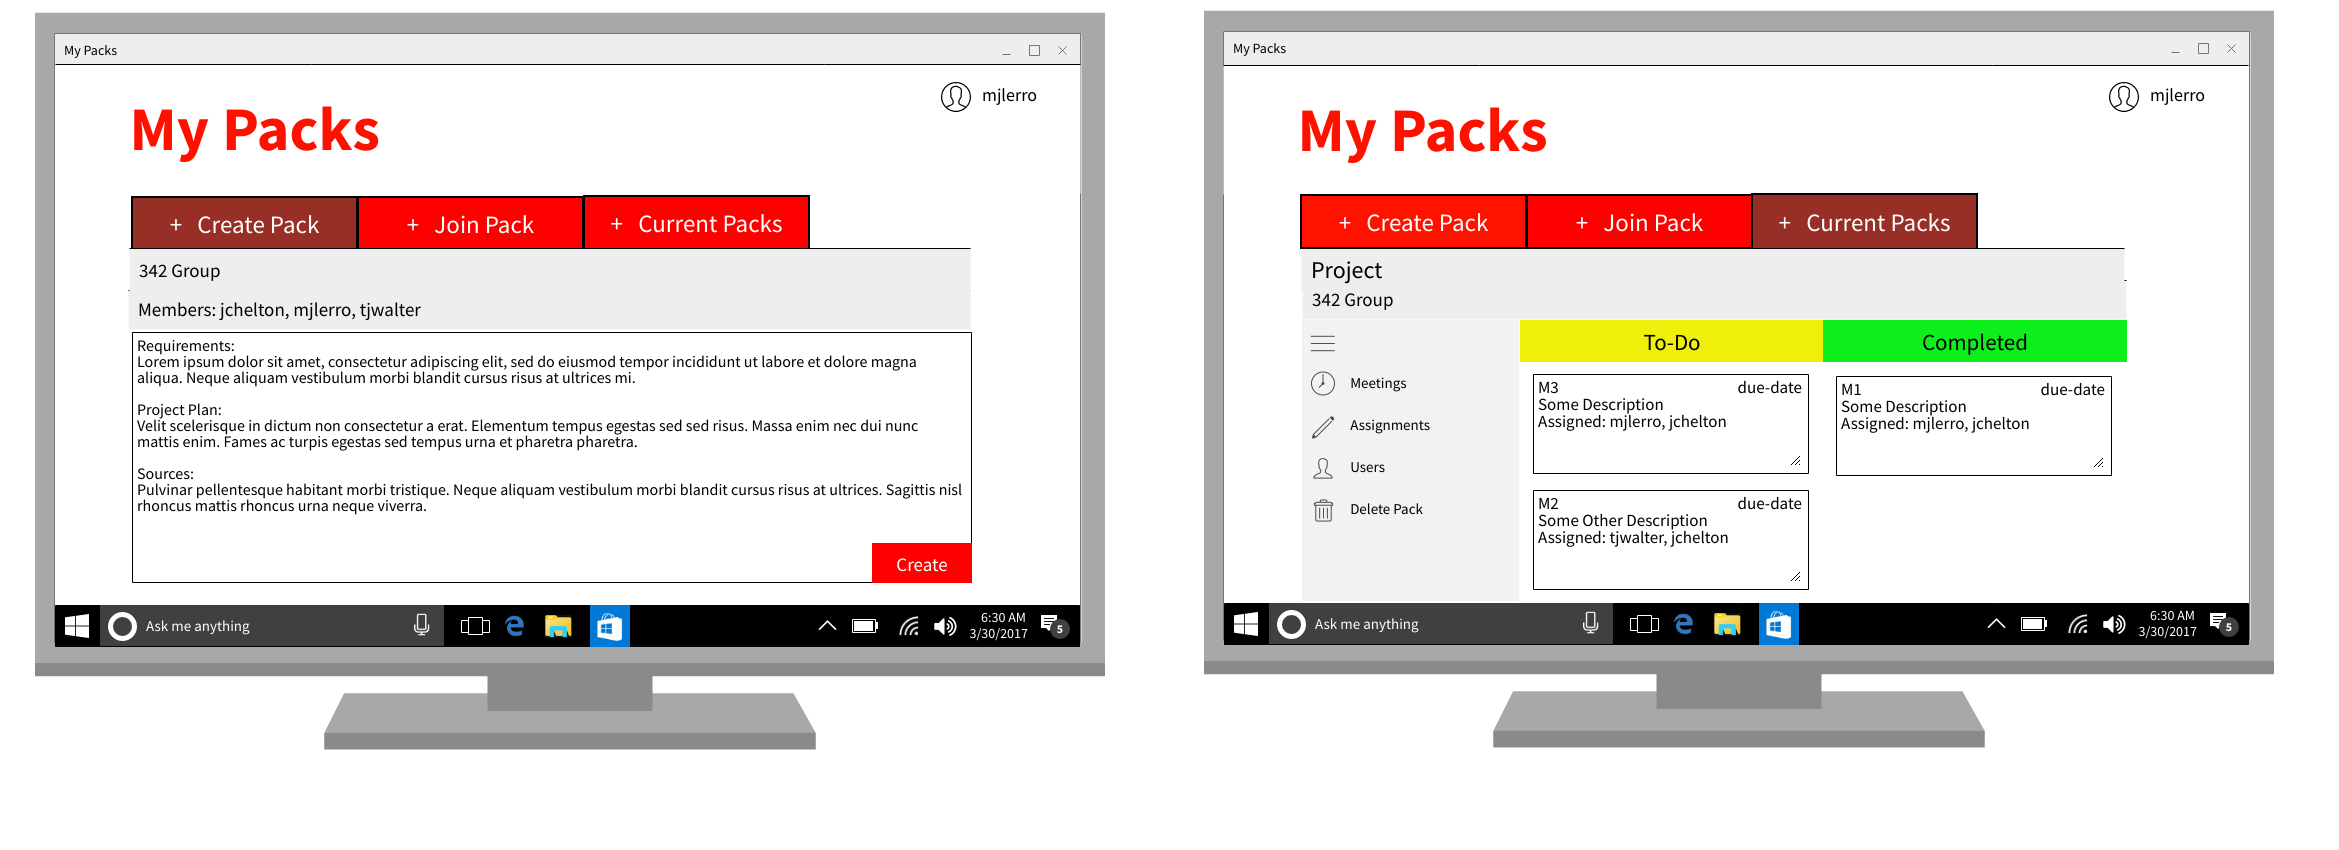 My Packs
mjlerro
My Packs
+ Create Pack + Join Pack + Current Packs
342 Group
Members: jchelton, mjlerro, tjwalter
Requirements:
Lorem ipsum dolor sit amet, consectetur adipiscing elit, sed do eiusmod tempor incididunt ut labore et dolore magna
aliqua. Neque aliquam vestibulum morbi blandit cursus risus at ultrices mi.
Project Plan:
Velit scelerisque in dictum non consectetur a erat. Elementum tempus egestas sed sed risus. Massa enim nec dui nunc
mattis enim. Fames ac turpis egestas sed tempus urna et pharetra pharetra.
Sources:
Pulvinar pellentesque habitant morbi tristique. Neque aliquam vestibulum morbi blandit cursus risus at ultrices. Sagittis nisl
rhoncus mattis rhoncus urna neque viverra.
Create
Ask me anything
6:30 AM
3/30/2017
5
My Packs
mjlerro
My Packs
+ Create Pack + Join Pack + Current Packs
Project
342 Group
Meetings
Assignments
Users
Delete Pack
To-Do
M3 due-date
Some Description
Assigned: mjlerro, jchelton
M2 due-date
Some Other Description
Assigned: tjwalter, jchelton
Completed
M1 due-date
Some Description
Assigned: mjlerro, jchelton
Ask me anything
6:30 AM
3/30/2017
5